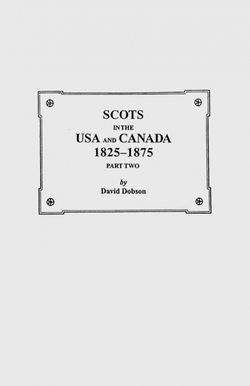 SCOTS
IN THE
USA AND CANADA
1825–1875
PART TWO
by
David Dobson